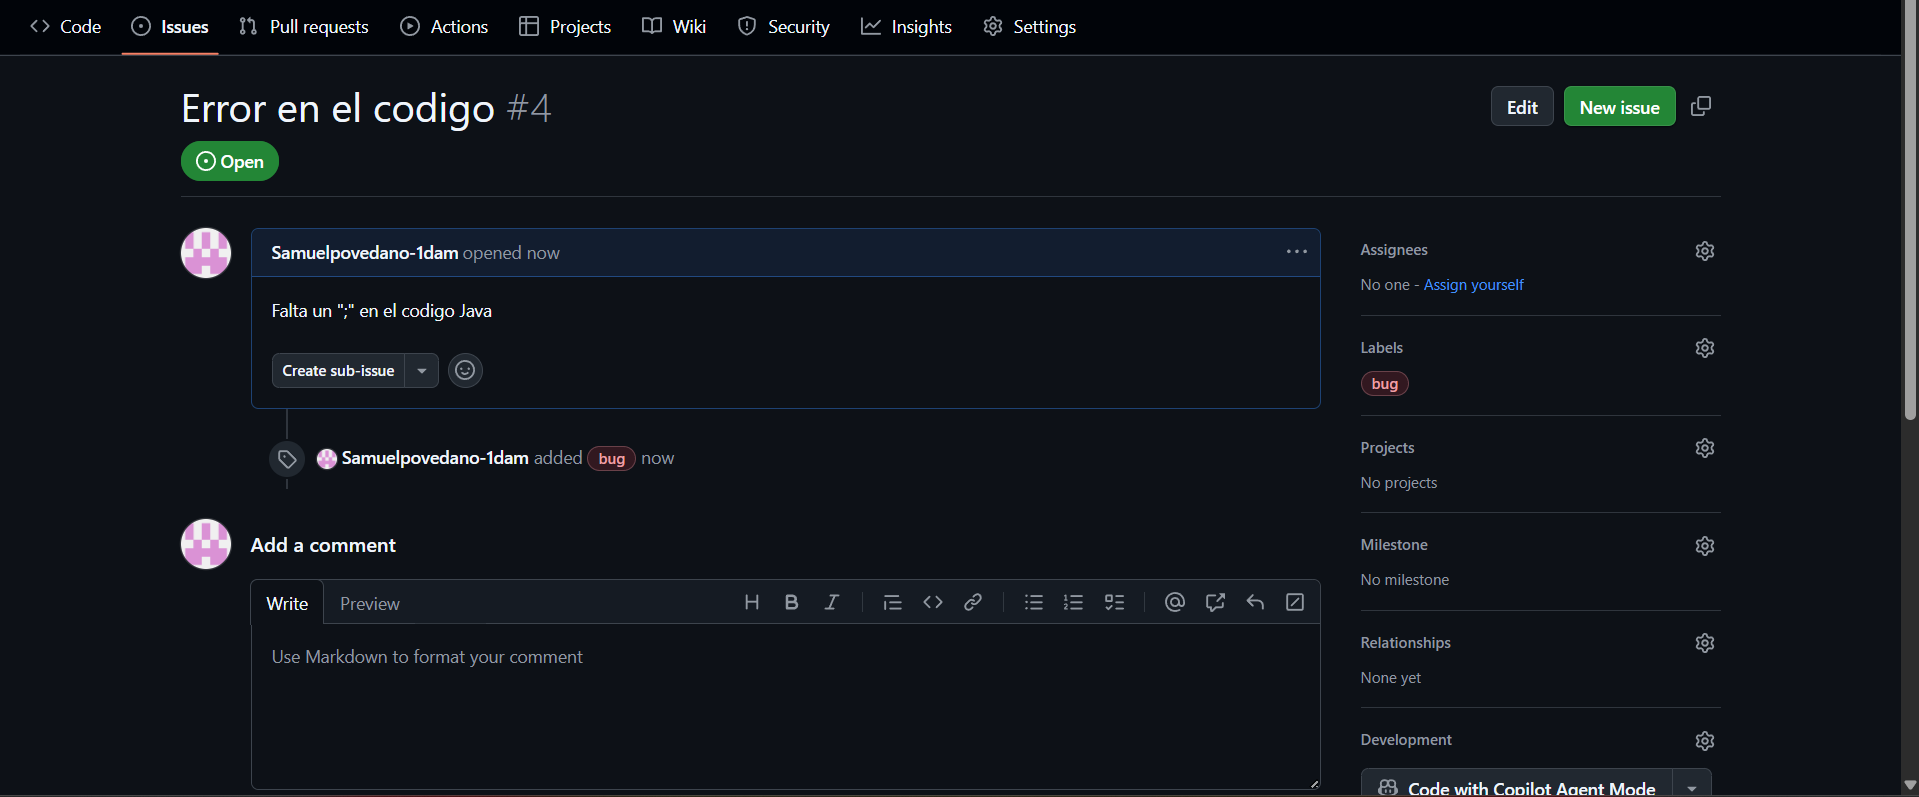 Code Issues Pull requests Actions Projects Wiki Security Insights Settings
Error en el codigo #4
Edit New issue
Open
Samuelpovedano-1dam opened now
Falta un ";" en el codigo Java
Create sub-issue
Samuelpovedano-1dam added bug now
Add a comment
Write Preview
Use Markdown to format your comment
Assignees
No one - Assign yourself
Labels
bug
Projects
No projects
Milestone
No milestone
Relationships
None yet
Development
Code with Copilot Agent Mode